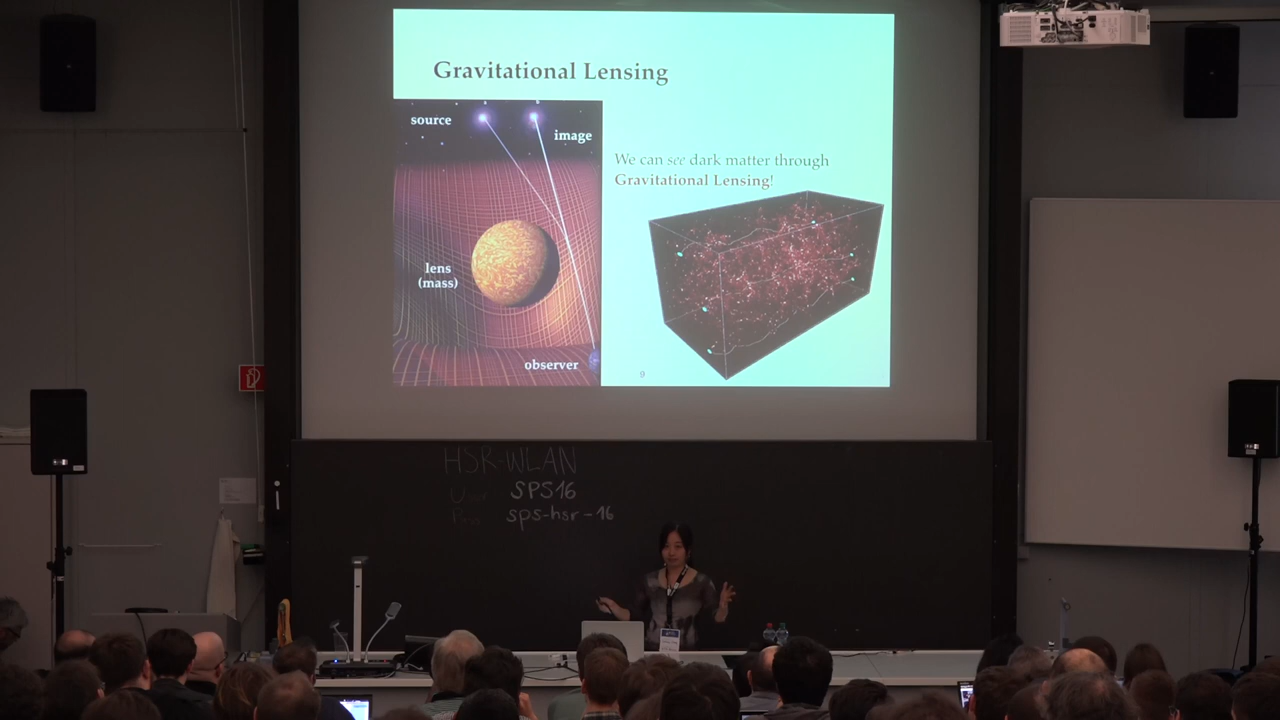 Gravitational Lensing
source
image
We can see dark matter through
Gravitational Lensing!
lens
(mass)
observer
9
HSR-WLAN
User SPS16
sps-hsr-16